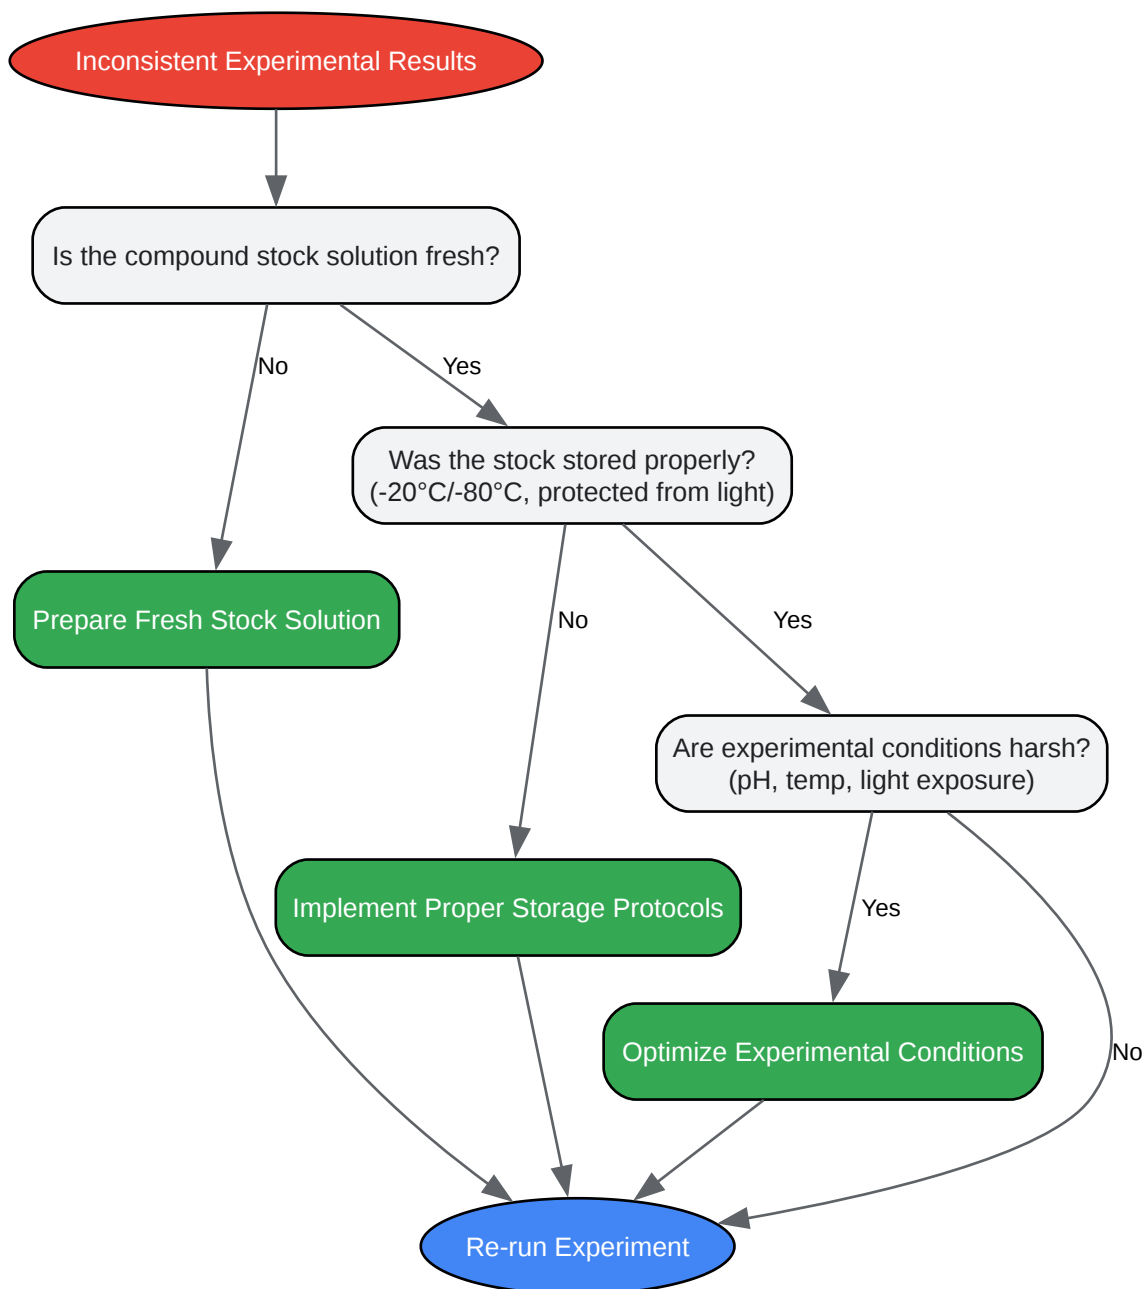 Inconsistent Experimental Results
Is the compound stock solution fresh?
No
Yes
Was the stock stored properly?
(-20°C/-80°C, protected from light)
Prepare Fresh Stock Solution
No
Yes
Are experimental conditions harsh?
(pH, temp, light exposure)
Implement Proper Storage Protocols
Yes
Optimize Experimental Conditions
No
Re-run Experiment